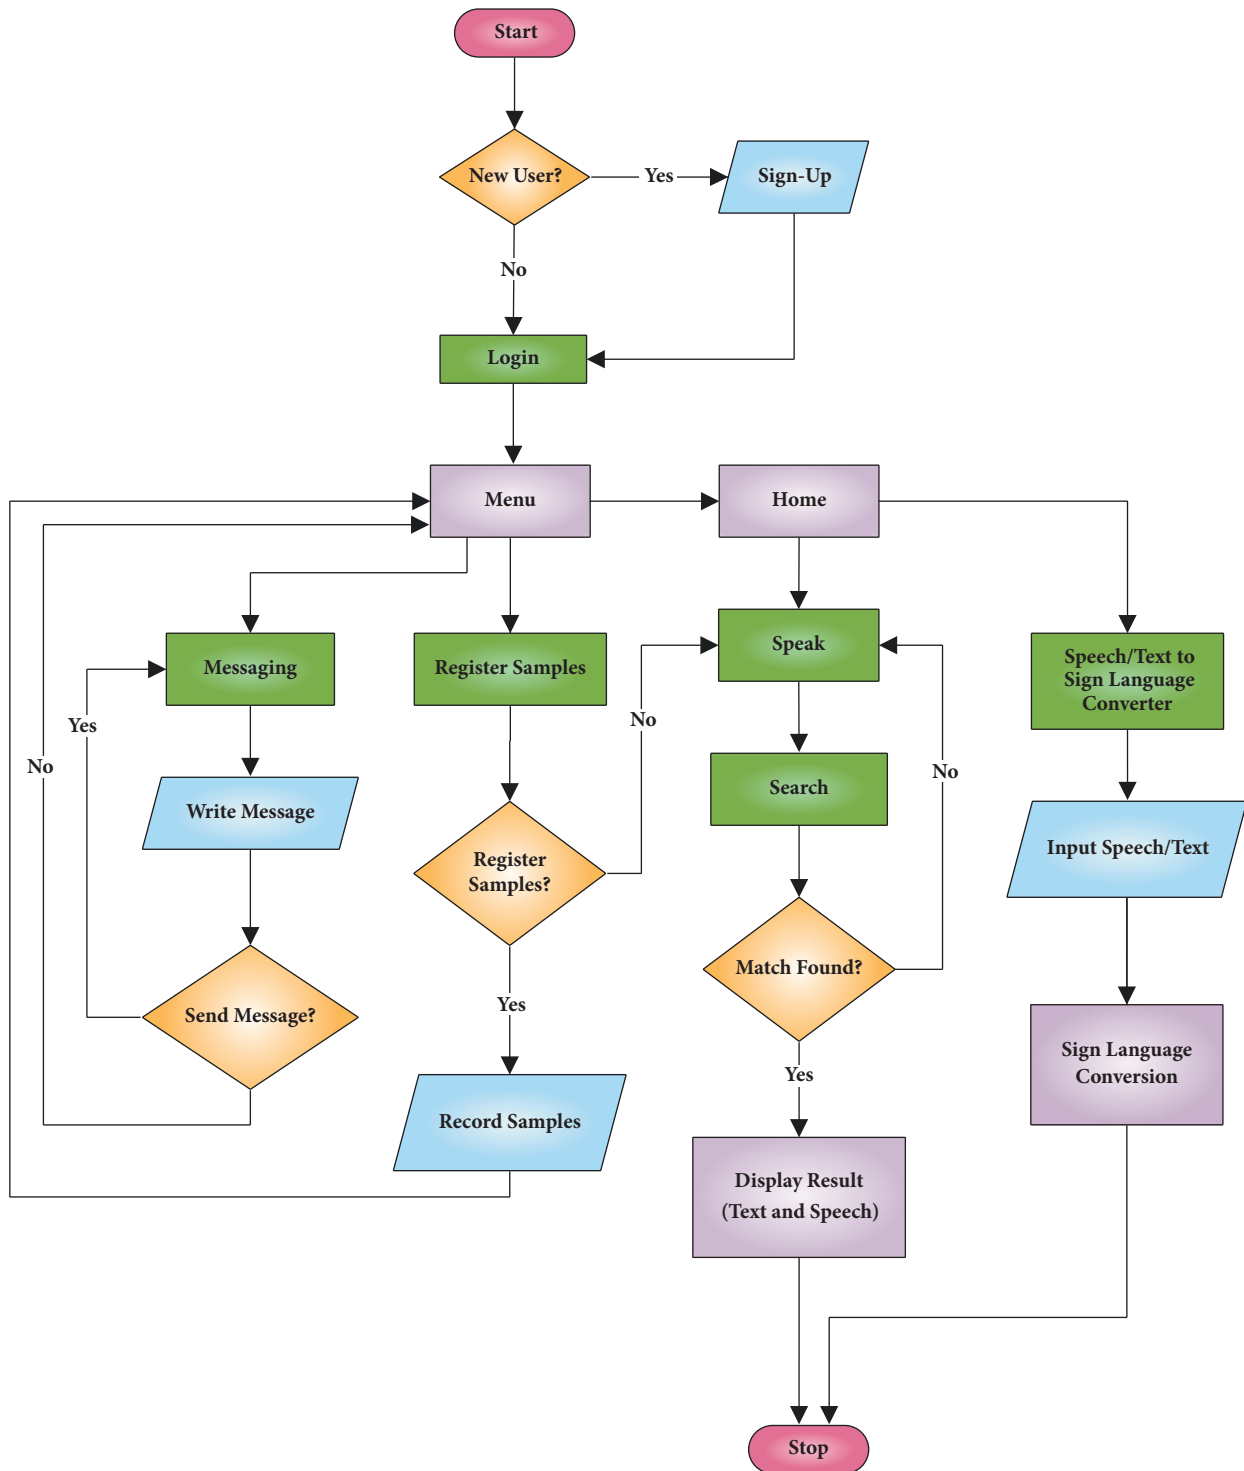 Start
New User?
Yes
Sign-Up
No
Login
Menu
Home
Messaging
Register Samples
Speak
Speech/Text to
Sign Language
Converter
Yes
No
No
No
Write Message
Search
Input Speech/Text
Register
Samples?
Match Found?
Send Message?
Yes
Yes
Sign Language
Conversion
Record Samples
Display Result
(Text and Speech)
Stop